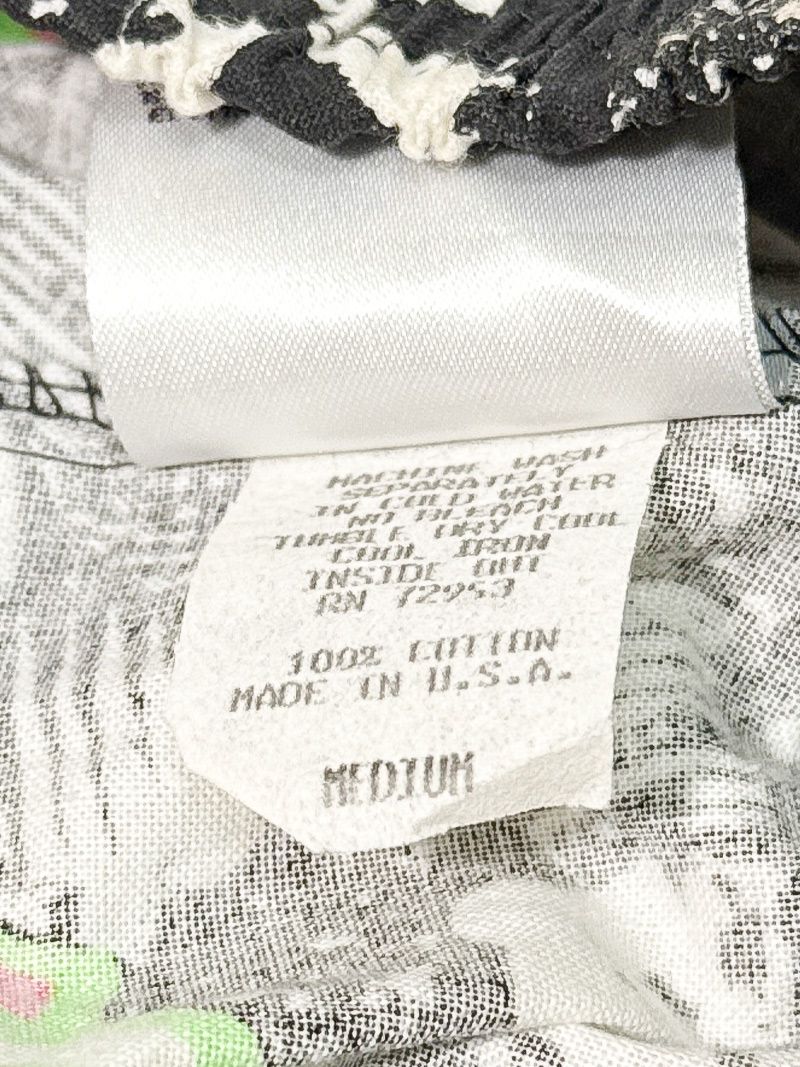 MACHINE WASH
SEPARATELY
IN COLD WATER
NO BLEACH
TUMBLE DRY COOL
COOL IRON
INSIDE OUT
RN 72953
100% COTTON
MADE IN U.S.A.
MEDIUM